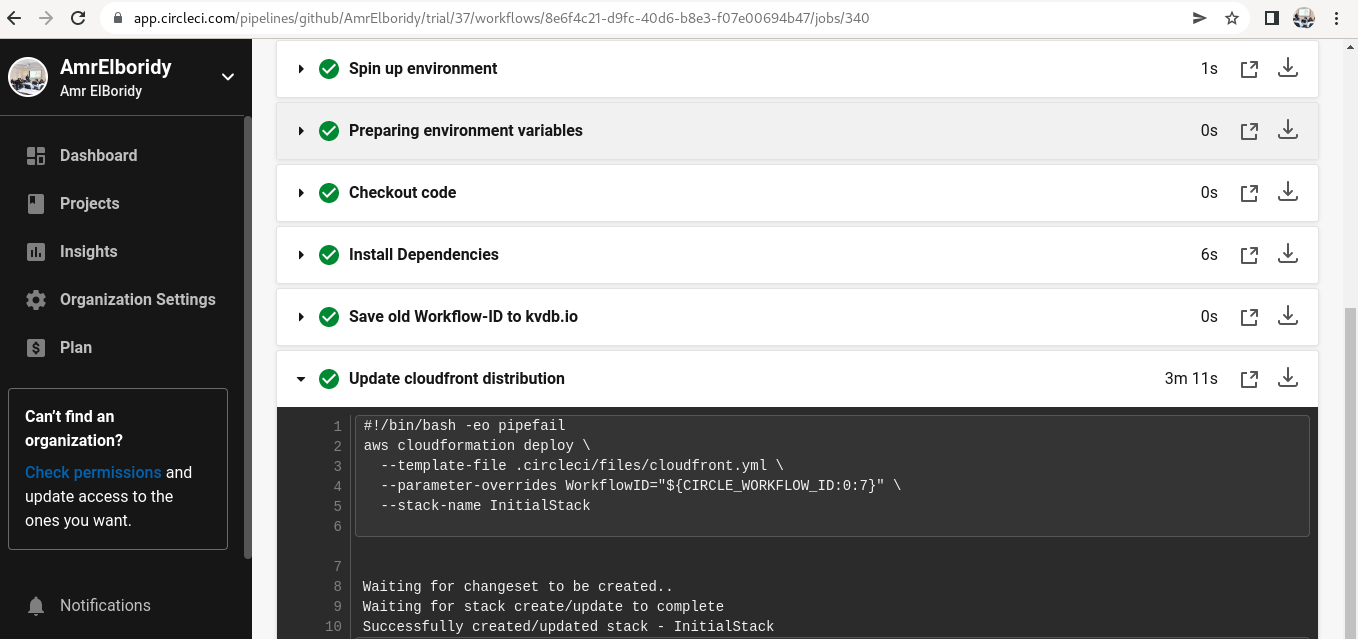 app.circleci.com/pipelines/github/AmrElboridy/trial/37/workflows/8e6f4c21-d9fc-40d6-b8e3-f07e00694b47/jobs/340
AmrElboridy
Amr ElBoridy
Dashboard
Projects
Insights
Organization Settings
Plan
Can't find an
organization?
Check permissions and
update access to the
ones you want.
Notifications
Spin up environment 1s
Preparing environment variables 0s
Checkout code 0s
Install Dependencies 6s
Save old Workflow-ID to kvdb.io 0s
Update cloudfront distribution 3m 11s
1 #!/bin/bash -eo pipefail
2 aws cloudformation deploy \
3 --template-file .circleci/files/cloudfront.yml \
4 --parameter-overrides WorkflowID="${CIRCLE_WORKFLOW_ID:0:7}" \
5 --stack-name InitialStack
6
7
8 Waiting for changeset to be created..
9 Waiting for stack create/update to complete
10 Successfully created/updated stack - InitialStack